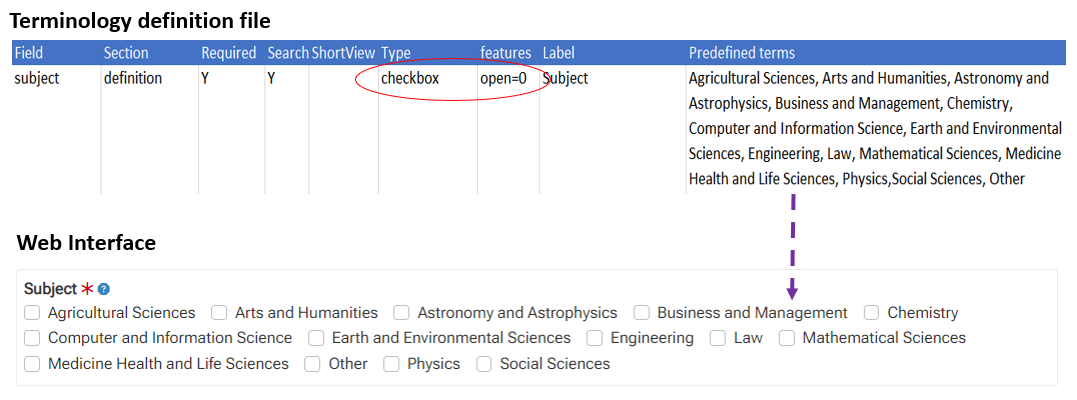 Terminology definition file
Field Section Required Search ShortView Type features Label Predefined terms
subject definition Y Y checkbox open=0 Subject Agricultural Sciences, Arts and Humanities, Astronomy and
Astrophysics, Business and Management, Chemistry,
Computer and Information Science, Earth and Environmental
Sciences, Engineering, Law, Mathematical Sciences, Medicine
Health and Life Sciences, Physics,Social Sciences, Other
Web Interface
Subject * ?
Agricultural Sciences Arts and Humanities Astronomy and Astrophysics Business and Management Chemistry
Computer and Information Science Earth and Environmental Sciences Engineering Law Mathematical Sciences
Medicine Health and Life Sciences Other Physics Social Sciences